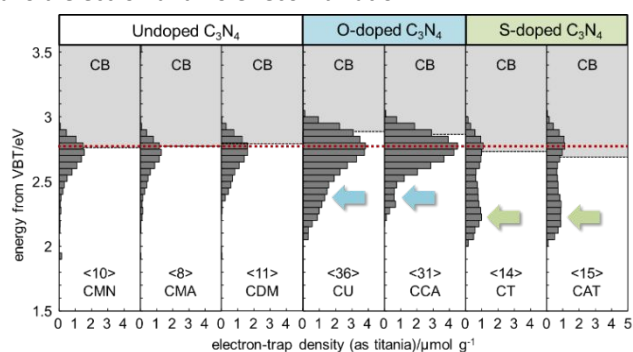 Undoped C₃N₄ O-doped C₃N₄ S-doped C₃N₄
3.5
CB CB CB CB CB CB CB
3
2.5
2
<10> <8> <11> <36> <31> <14> <15>
CMN CMA CDM CU CCA CT CAT
1.5
0 1 2 3 4 0 1 2 3 4 0 1 2 3 4 0 1 2 3 4 0 1 2 3 4 0 1 2 3 4 0 1 2 3 4 5
energy from VBT/eV
electron-trap density (as titania)/µmol g⁻¹